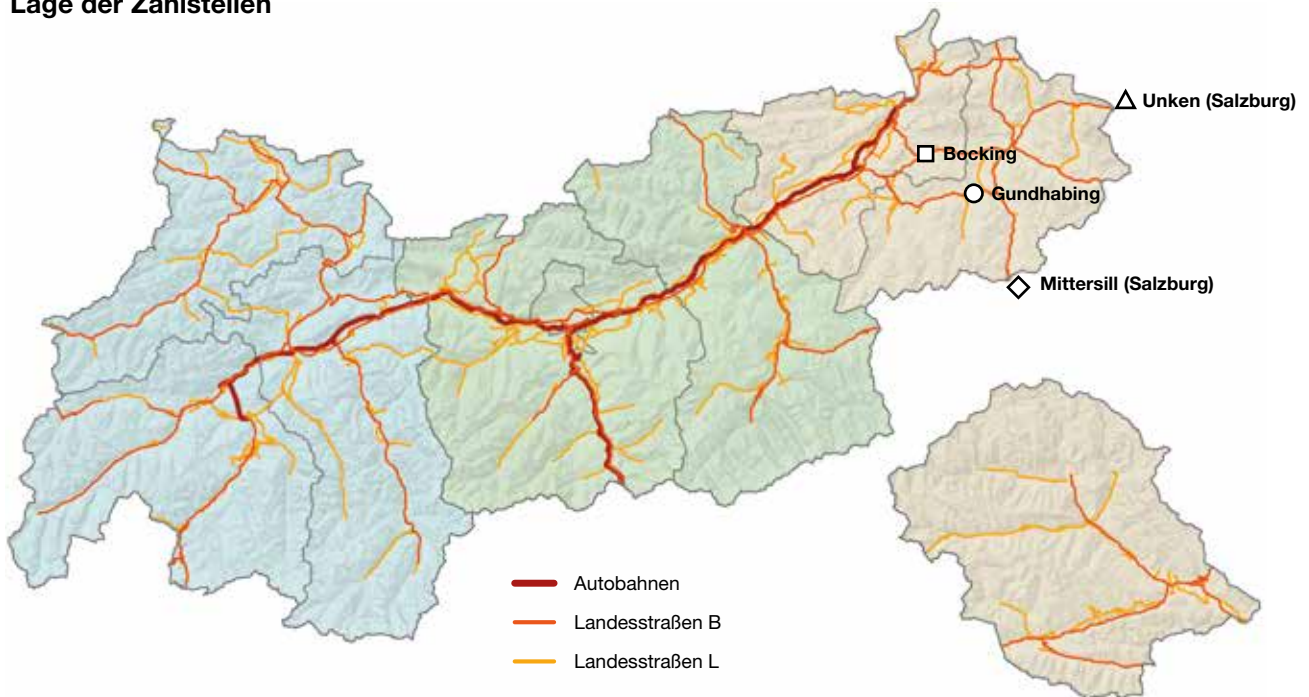 Lage der Zählstellen
Unken (Salzburg)
Bocking
Gundhabing
Mittersill (Salzburg)
Autobahnen
Landesstraßen B
Landesstraßen L